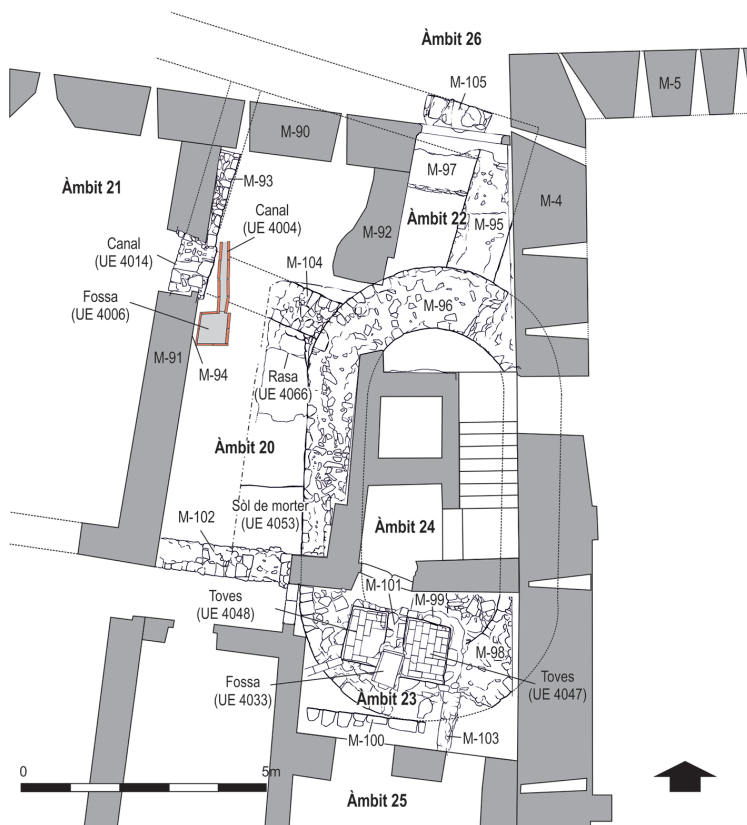 Àmbit 26
M-105
M-5
M-90
M-97
M-93
Àmbit 21
Àmbit 22
M-4
Canal
(UE 4004)
M-95
M-92
Canal
(UE 4014)
M-104
Fossa
(UE 4006)
M-96
M-91
M-94
Rasa
(UE 4066)
Àmbit 20
Sòl de morter
(UE 4053)
M-102
Àmbit 24
M-101
Toves
(UE 4048)
M-99
M-98
Fossa
(UE 4033)
Toves
(UE 4047)
Àmbit 23
M-100
M-103
0
5m
Àmbit 25